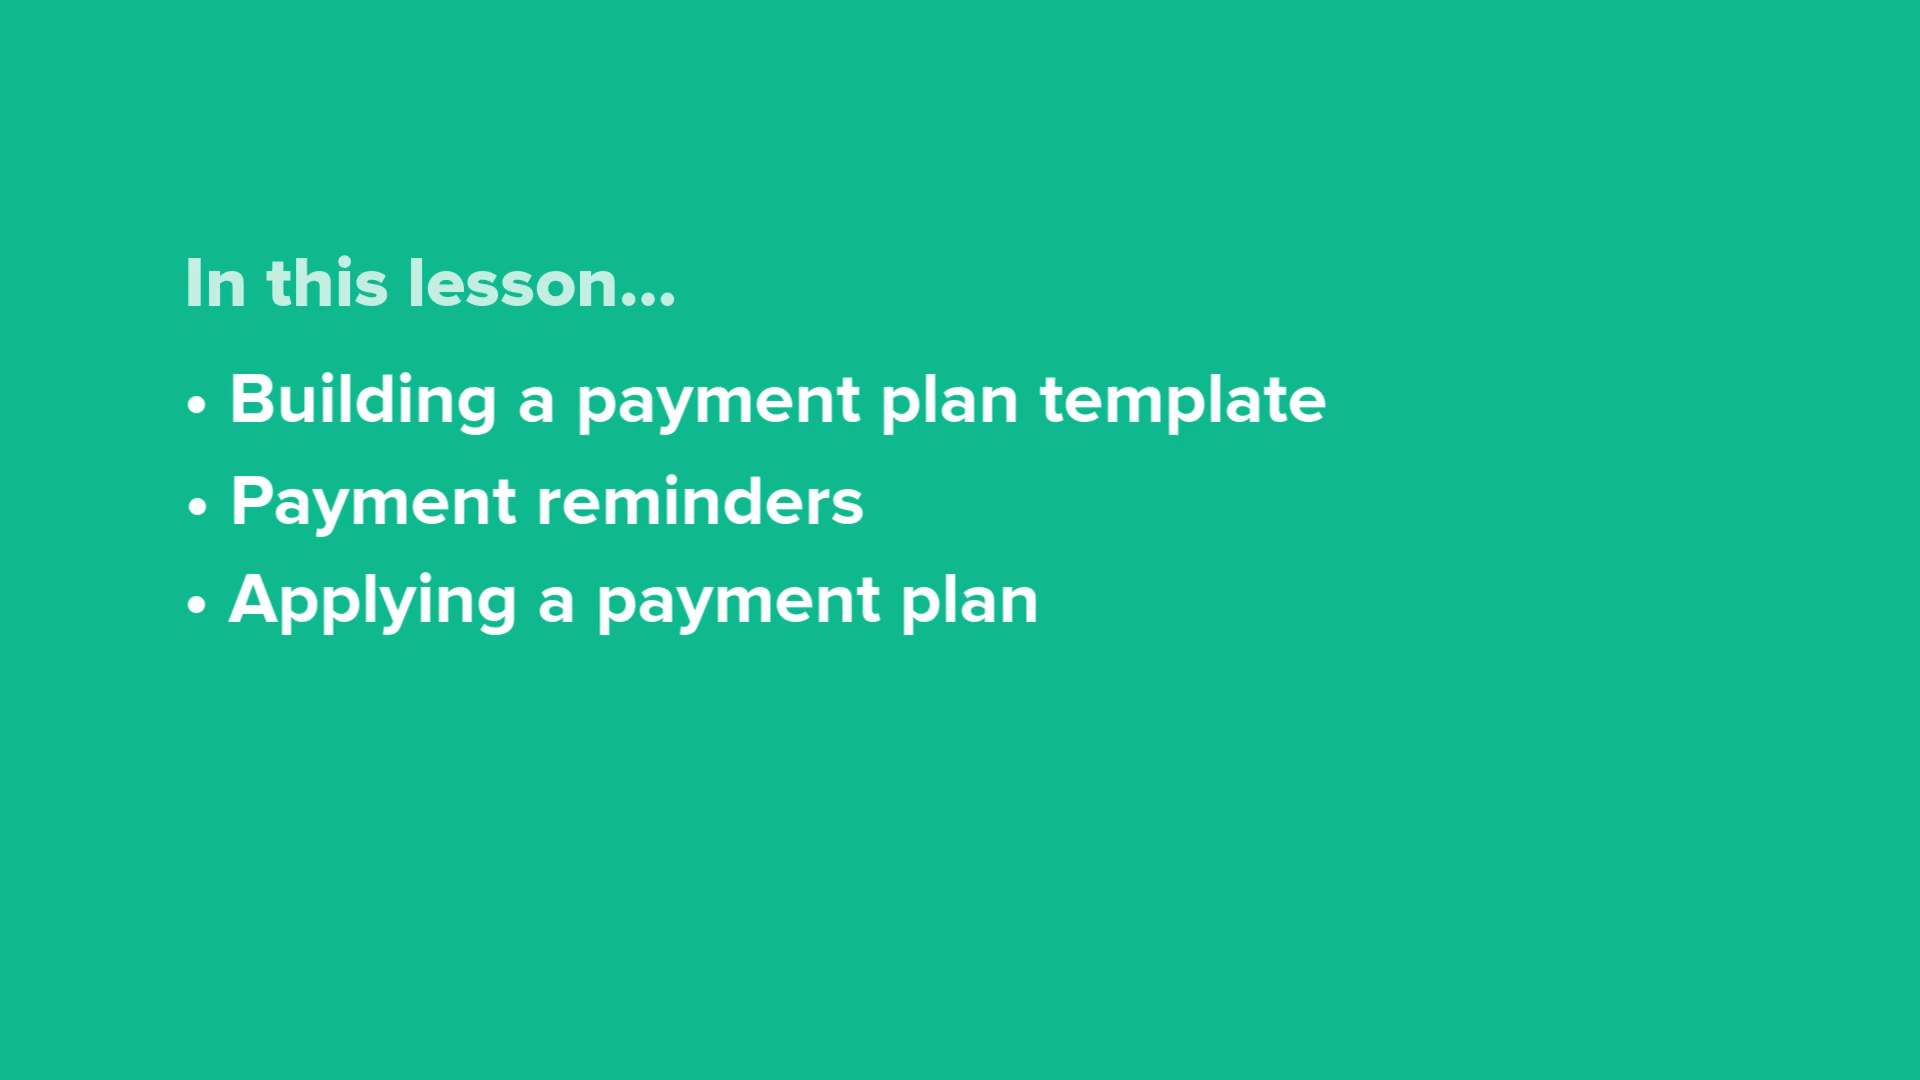 In this lesson...
• Building a payment plan template
• Payment reminders
• Applying a payment plan